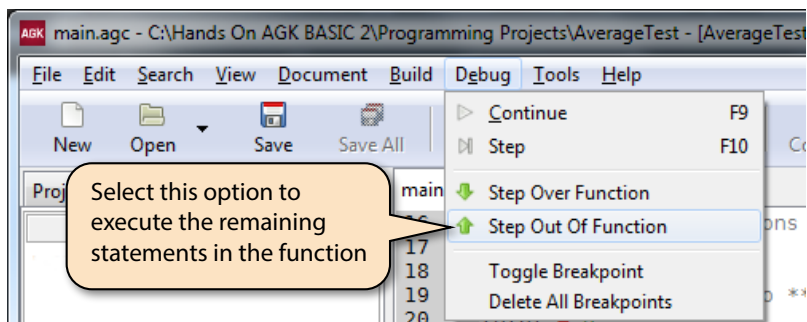 AGK main.agc - C:\Hands On AGK BASIC 2\Programming Projects\AverageTest - [AverageTest
File Edit Search View Document Build Debug Tools Help
New Open Save Save All
Continue F9
Step F10
Step Over Function
Step Out Of Function
Toggle Breakpoint
Delete All Breakpoints
Select this option to
execute the remaining
statements in the function
main
17
18
19
20
**